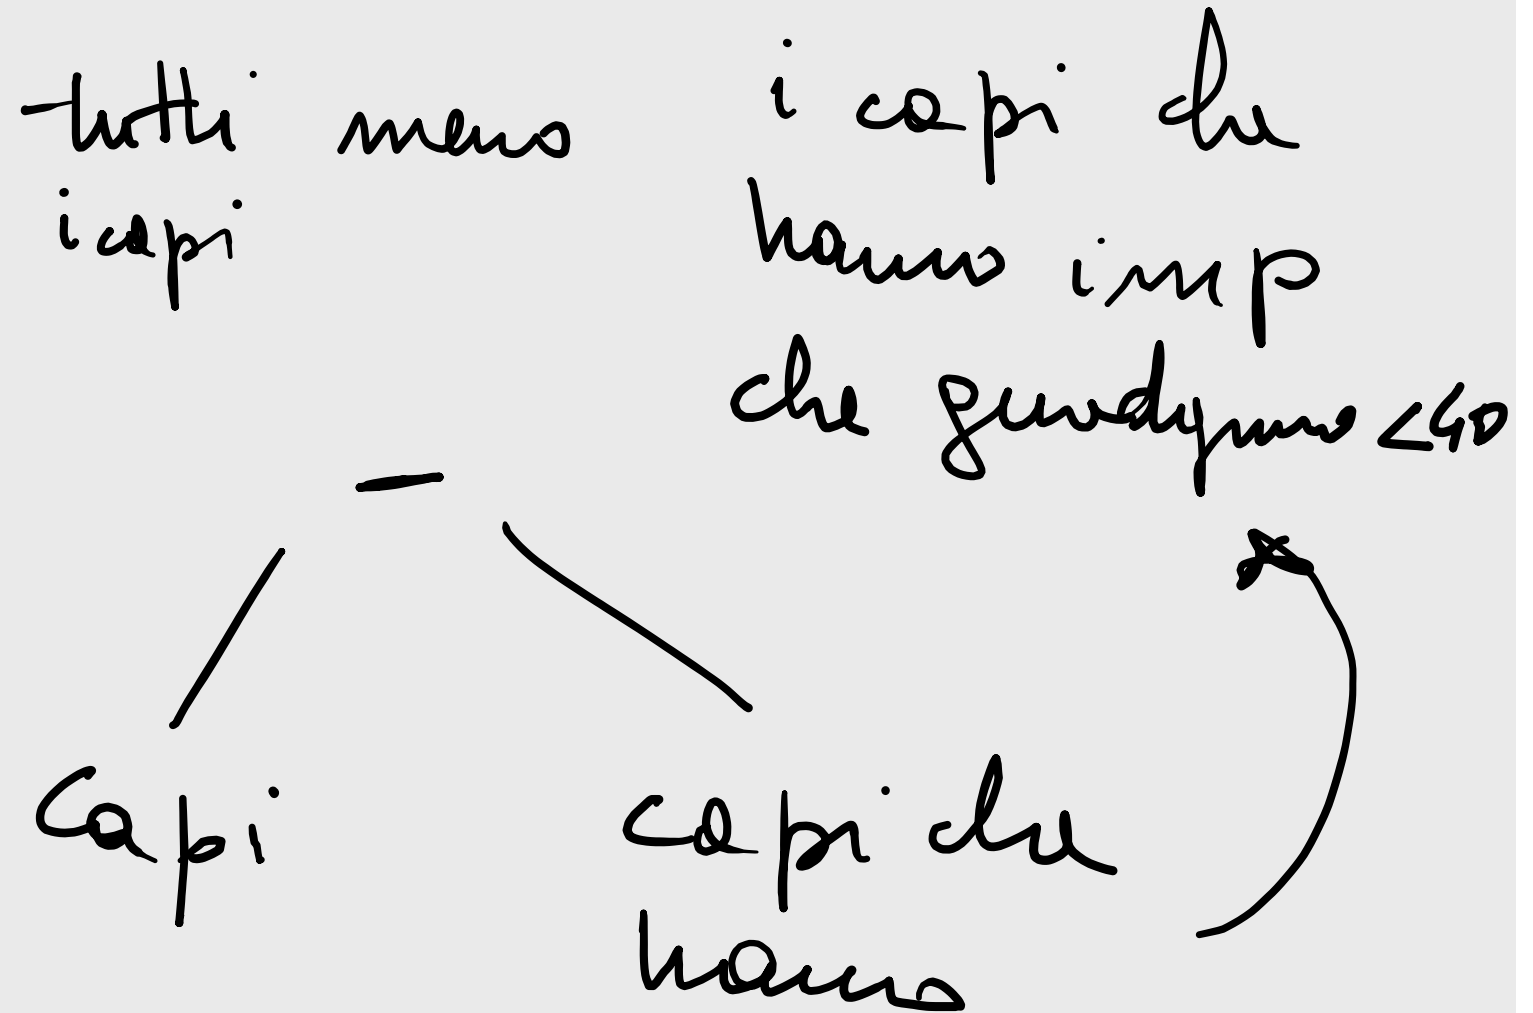 tutti meno
i capi
i capi che
hanno imp
che guadagnano <40
-
Capi
capi che
hanno